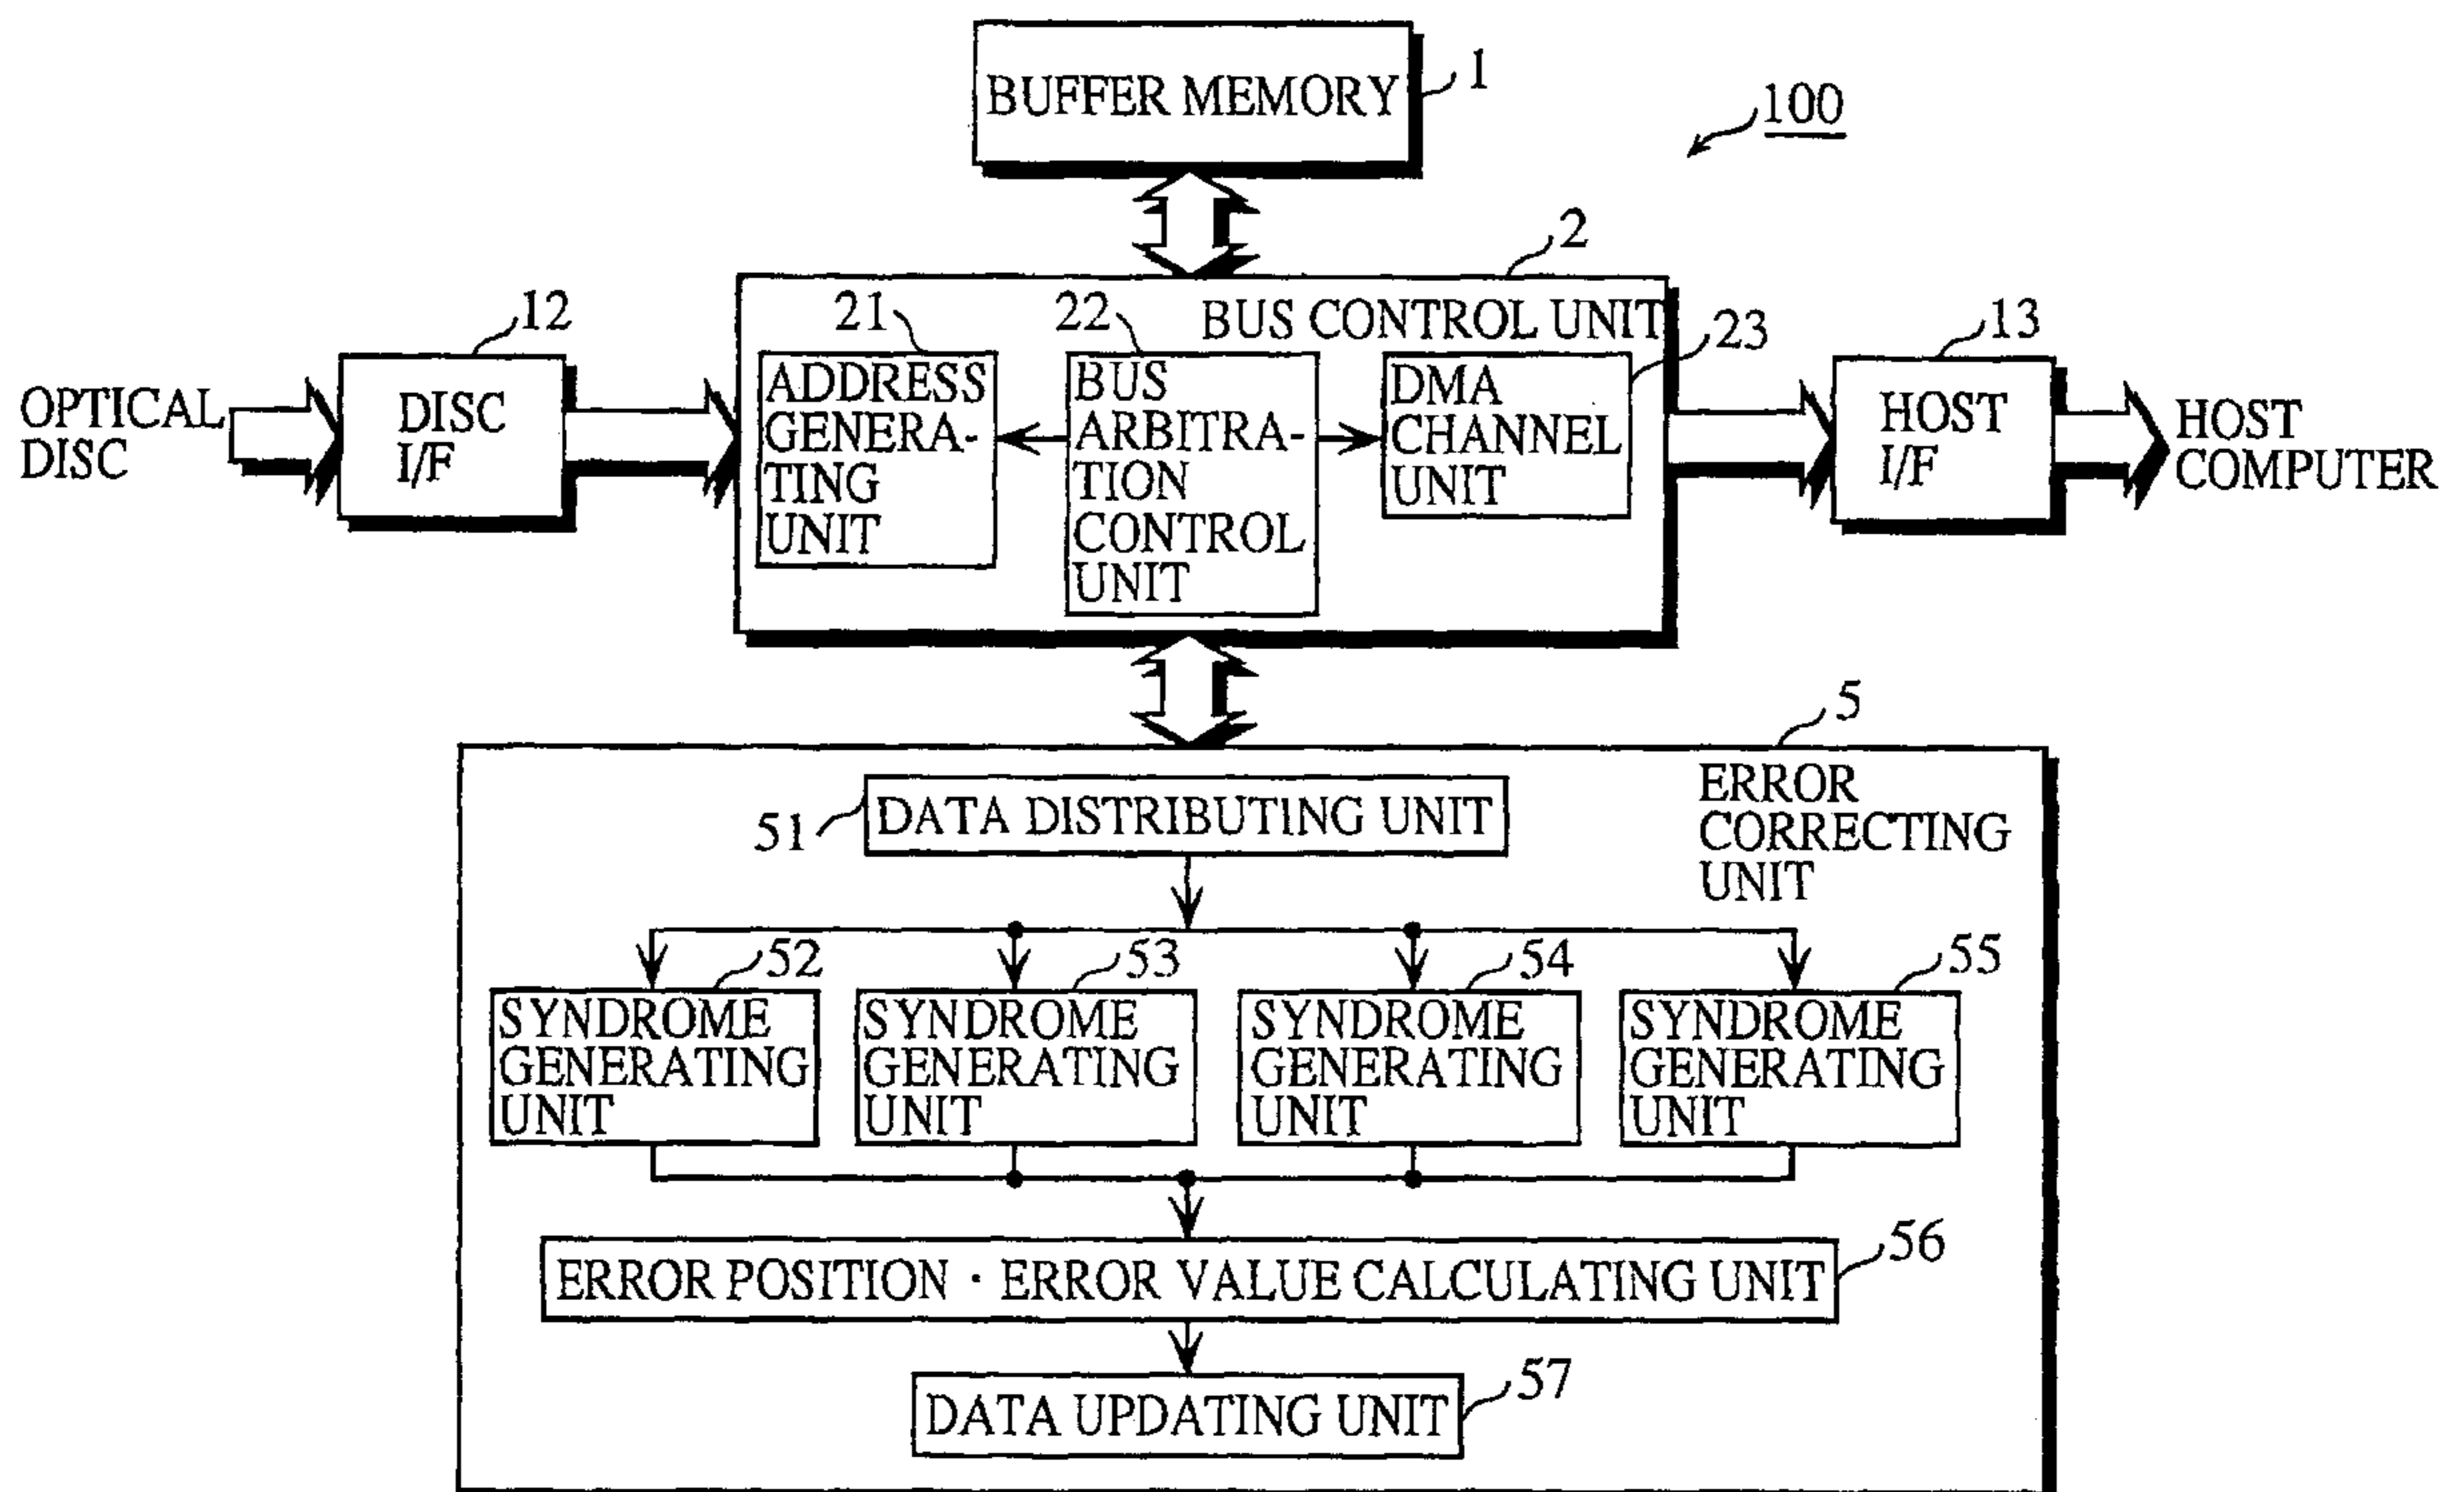 BUFFER MEMORY
1
100
2
BUS CONTROL UNIT
12
21
22
23
13
OPTICAL
DISC
DISC
I/F
ADDRESS
GENERA-
TING
UNIT
BUS
ARBITRA-
TION
CONTROL
UNIT
DMA
CHANNEL
UNIT
HOST
I/F
HOST
COMPUTER
5
ERROR
CORRECTING
UNIT
51
DATA DISTRIBUTING UNIT
52
53
54
55
SYNDROME
GENERATING
UNIT
SYNDROME
GENERATING
UNIT
SYNDROME
GENERATING
UNIT
SYNDROME
GENERATING
UNIT
56
ERROR POSITION · ERROR VALUE CALCULATING UNIT
57
DATA UPDATING UNIT